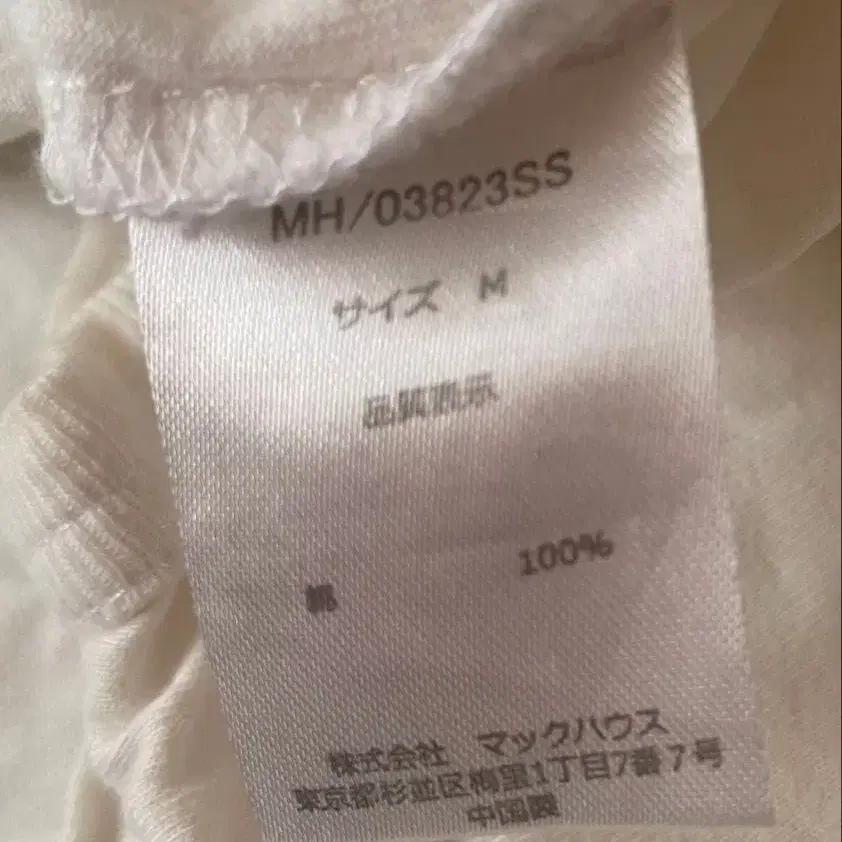 MH/03823SS
サイズ M
品質表示
綿 100%
株式会社 マックハウス
東京都杉並区梅里1丁目7番7号
中国製